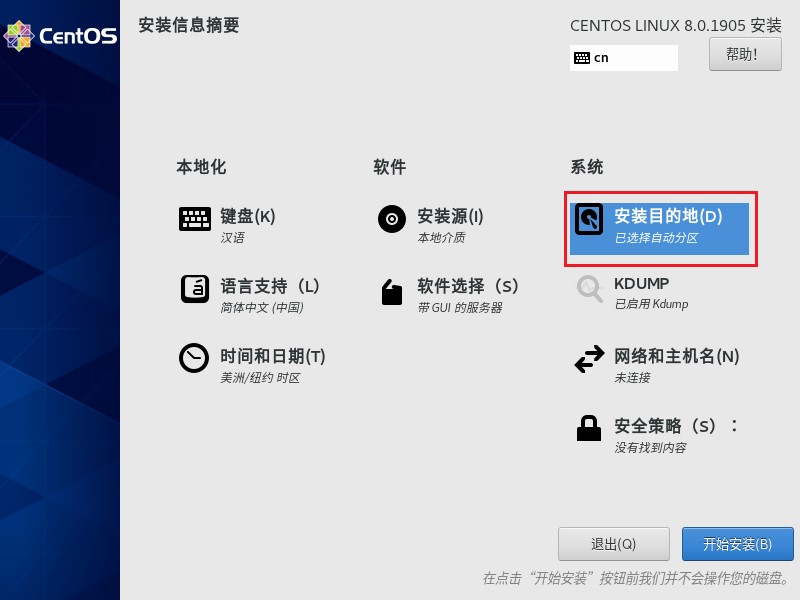 CentOS
安装信息摘要
CENTOS LINUX 8.0.1905 安装
cn
帮助!
本地化
键盘(K)
汉语
语言支持（L）
简体中文 (中国)
时间和日期(T)
美洲/纽约 时区
软件
安装源(I)
本地介质
软件选择（S）
带 GUI 的服务器
系统
安装目的地(D)
已选择自动分区
KDUMP
已启用 Kdump
网络和主机名(N)
未连接
安全策略（S）：
没有找到内容
退出(Q)
开始安装(B)
在点击“开始安装”按钮前我们并不会操作您的磁盘。